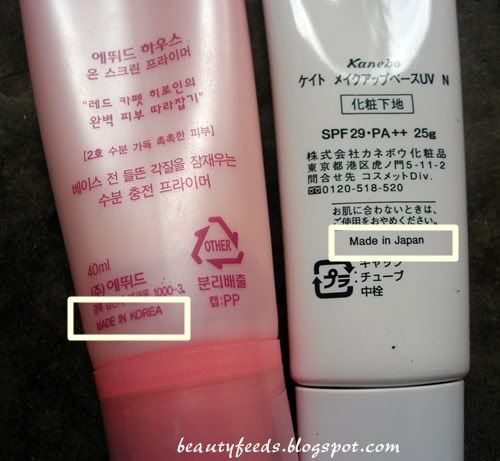 에뛰드 하우스
온 스크린 프라이머
"레드 카펫 히로인의
완벽 피부 따라잡기"
[2호 수분 가득 촉촉한 피부]
베이스 전 들뜬 각질을 잠재우는
수분 충전 프라이머
OTHER
40ml
분리배출
캡:PP
(주)에뛰드
1000-3,
MADE IN KOREA
Kanebo
ケイト メイクアップベースUV N
化粧下地
SPF29・PA++ 25g
株式会社カネボウ化粧品
東京都港区虎ノ門5-11-2
問合せ先 コスメットDiv.
0120-518-520
お肌に合わないときは、
ご使用をおやめください。
Made in Japan
プラ
:キャップ
:チューブ
中栓
beautyfeeds.blogspot.com